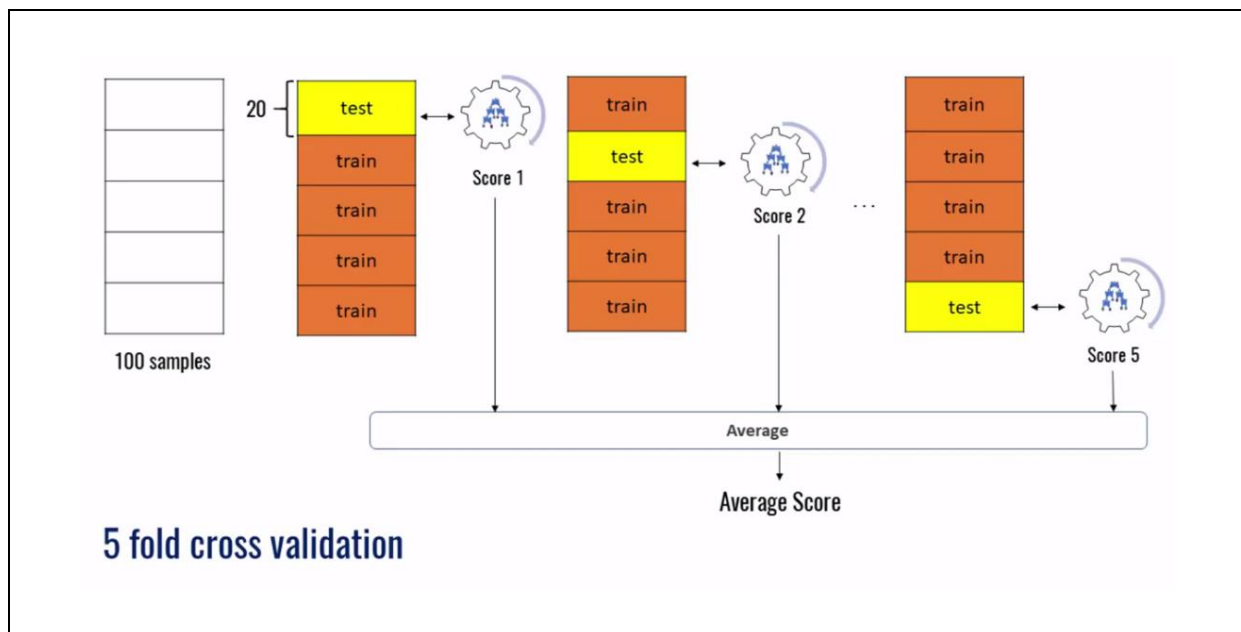 100 samples
20
test
train
train
train
train
Score 1
train
test
train
train
train
Score 2
...
train
train
train
train
test
Score 5
Average
Average Score
5 fold cross validation